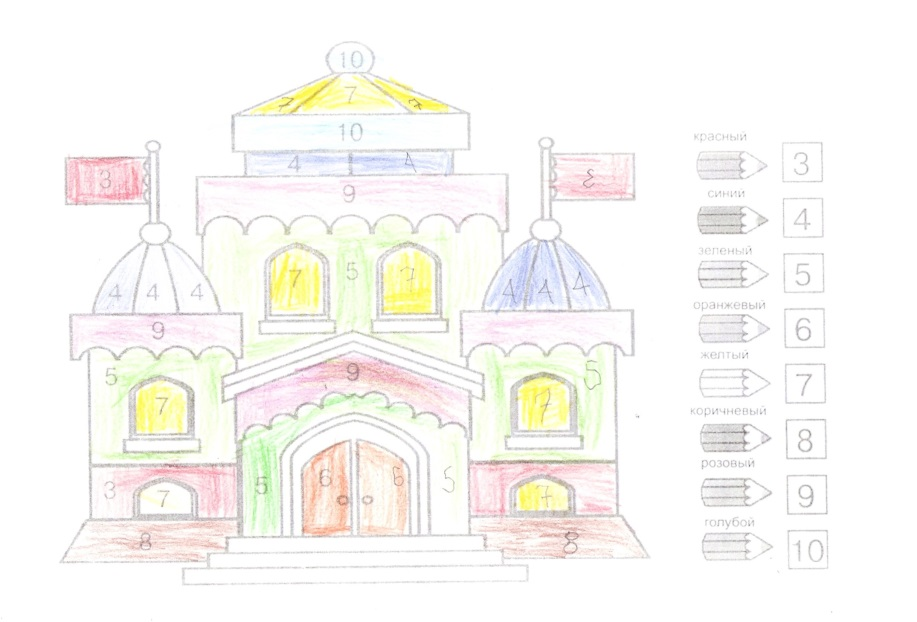 10
7 7 7
10
4 4
3 9 3
7 5 7
4 4 4 4 4 4
9
5 9 5
7 7
6 6
3 7 5 5 7
8 8
красный
3
синий
4
зеленый
5
оранжевый
6
желтый
7
коричневый
8
розовый
9
голубой
10